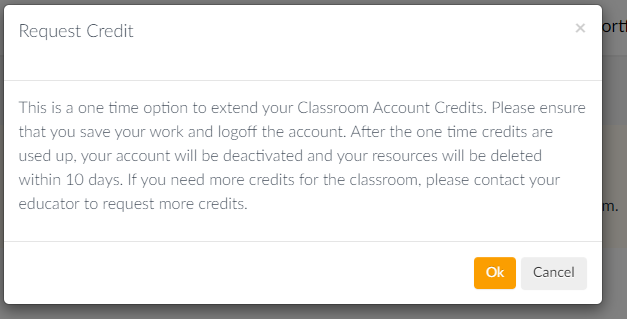 Request Credit
×
This is a one time option to extend your Classroom Account Credits. Please ensure
that you save your work and logoff the account. After the one time credits are
used up, your account will be deactivated and your resources will be deleted
within 10 days. If you need more credits for the classroom, please contact your
educator to request more credits.
m.
Ok
Cancel